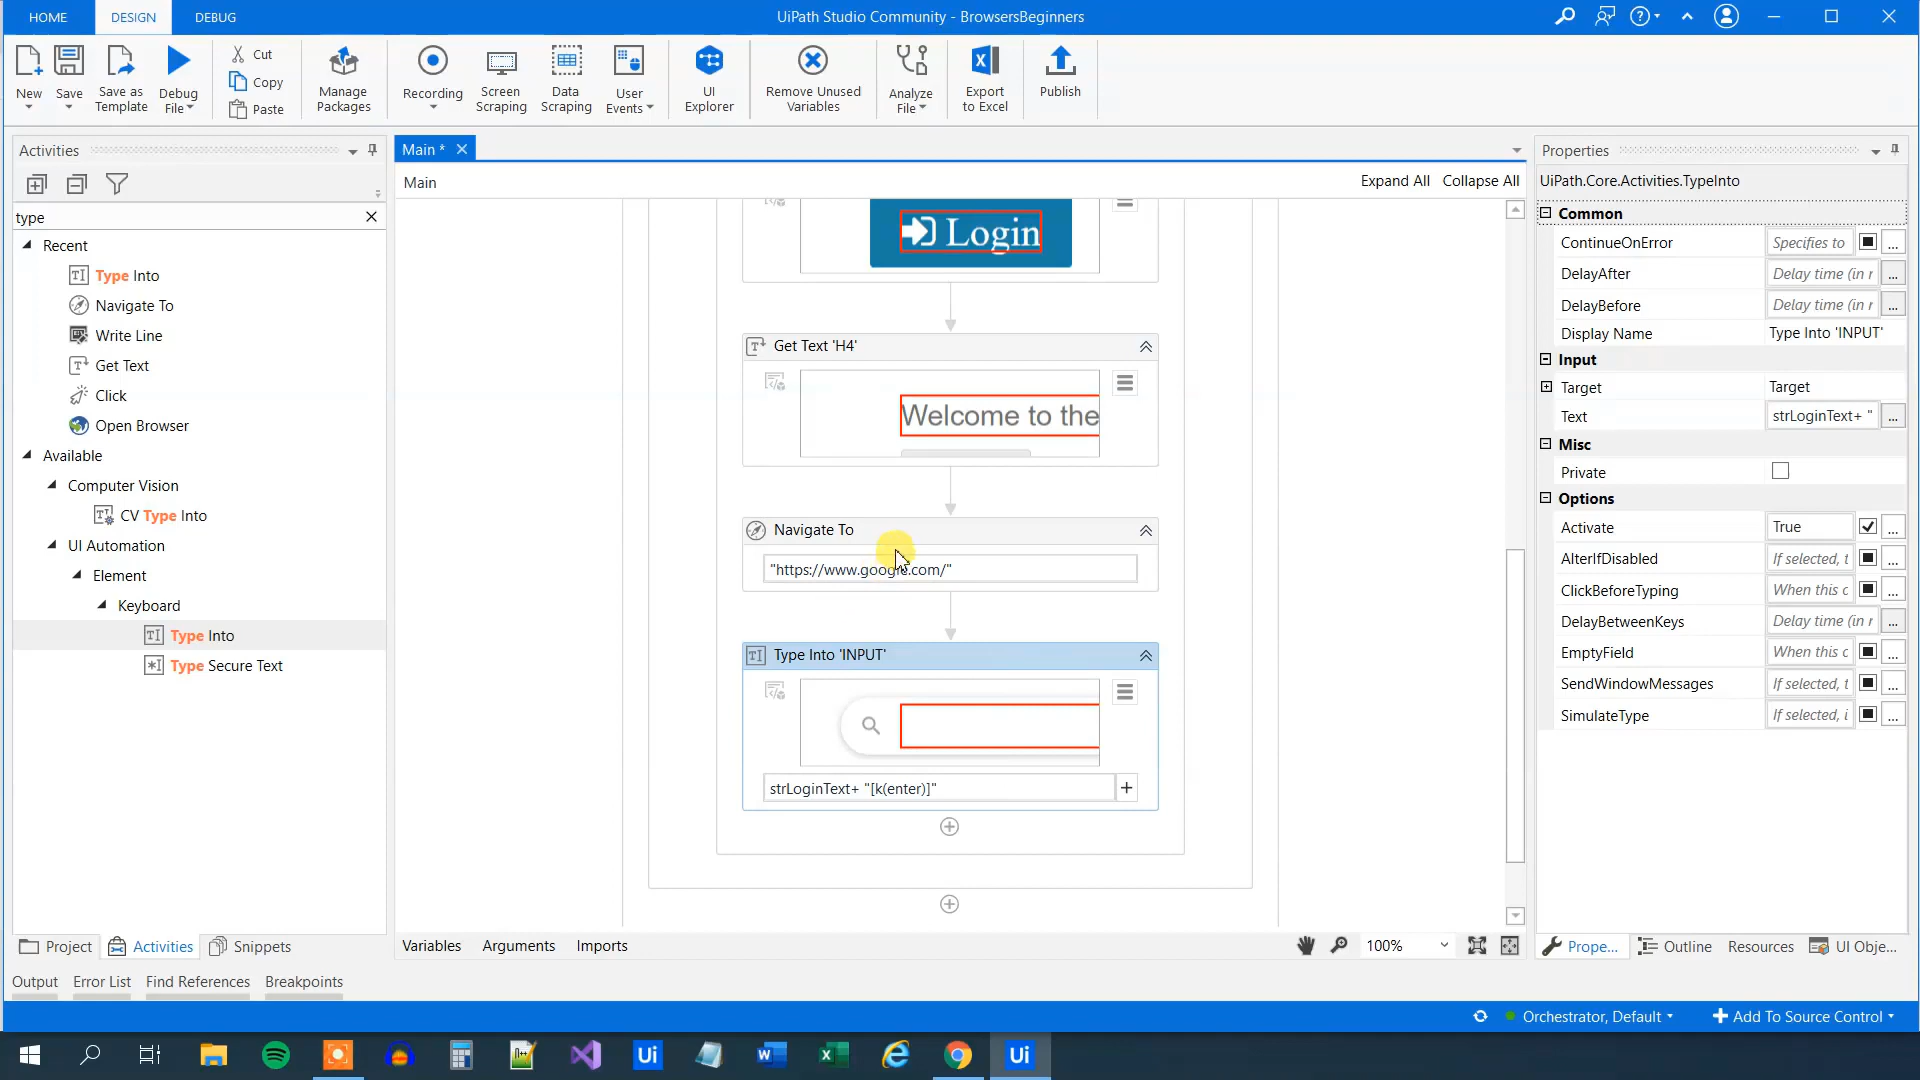 HOME DESIGN DEBUG
UiPath Studio Community - BrowsersBeginners
New
Save
Save as
Template
Debug
File
Cut
Copy
Paste
Manage
Packages
Recording
Screen
Scraping
Data
Scraping
User
Events
UI
Explorer
Remove Unused
Variables
Analyze
File
Export
to Excel
Publish
Activities
type
Recent
Type Into
Navigate To
Write Line
Get Text
Click
Open Browser
Available
Computer Vision
CV Type Into
UI Automation
Element
Keyboard
Type Into
Type Secure Text
Project Activities Snippets
Main *
Main
Expand All Collapse All
Login
Get Text 'H4'
Welcome to the
Navigate To
"https://www.google.com/"
Type Into 'INPUT'
strLoginText+ "[k(enter)]"
Variables Arguments Imports
100%
Properties
UiPath.Core.Activities.TypeInto
Common
ContinueOnError Specifies to ...
DelayAfter Delay time (in r ...
DelayBefore Delay time (in r ...
Display Name Type Into 'INPUT'
Input
Target Target
Text strLoginText+ " ...
Misc
Private
Options
Activate True ...
AlterIfDisabled If selected, t ...
ClickBeforeTyping When this c ...
DelayBetweenKeys Delay time (in r ...
EmptyField When this c ...
SendWindowMessages If selected, t ...
SimulateType If selected, i ...
Prope... Outline Resources UI Obje...
Output Error List Find References Breakpoints
Orchestrator, Default Add To Source Control
Ui
Ui